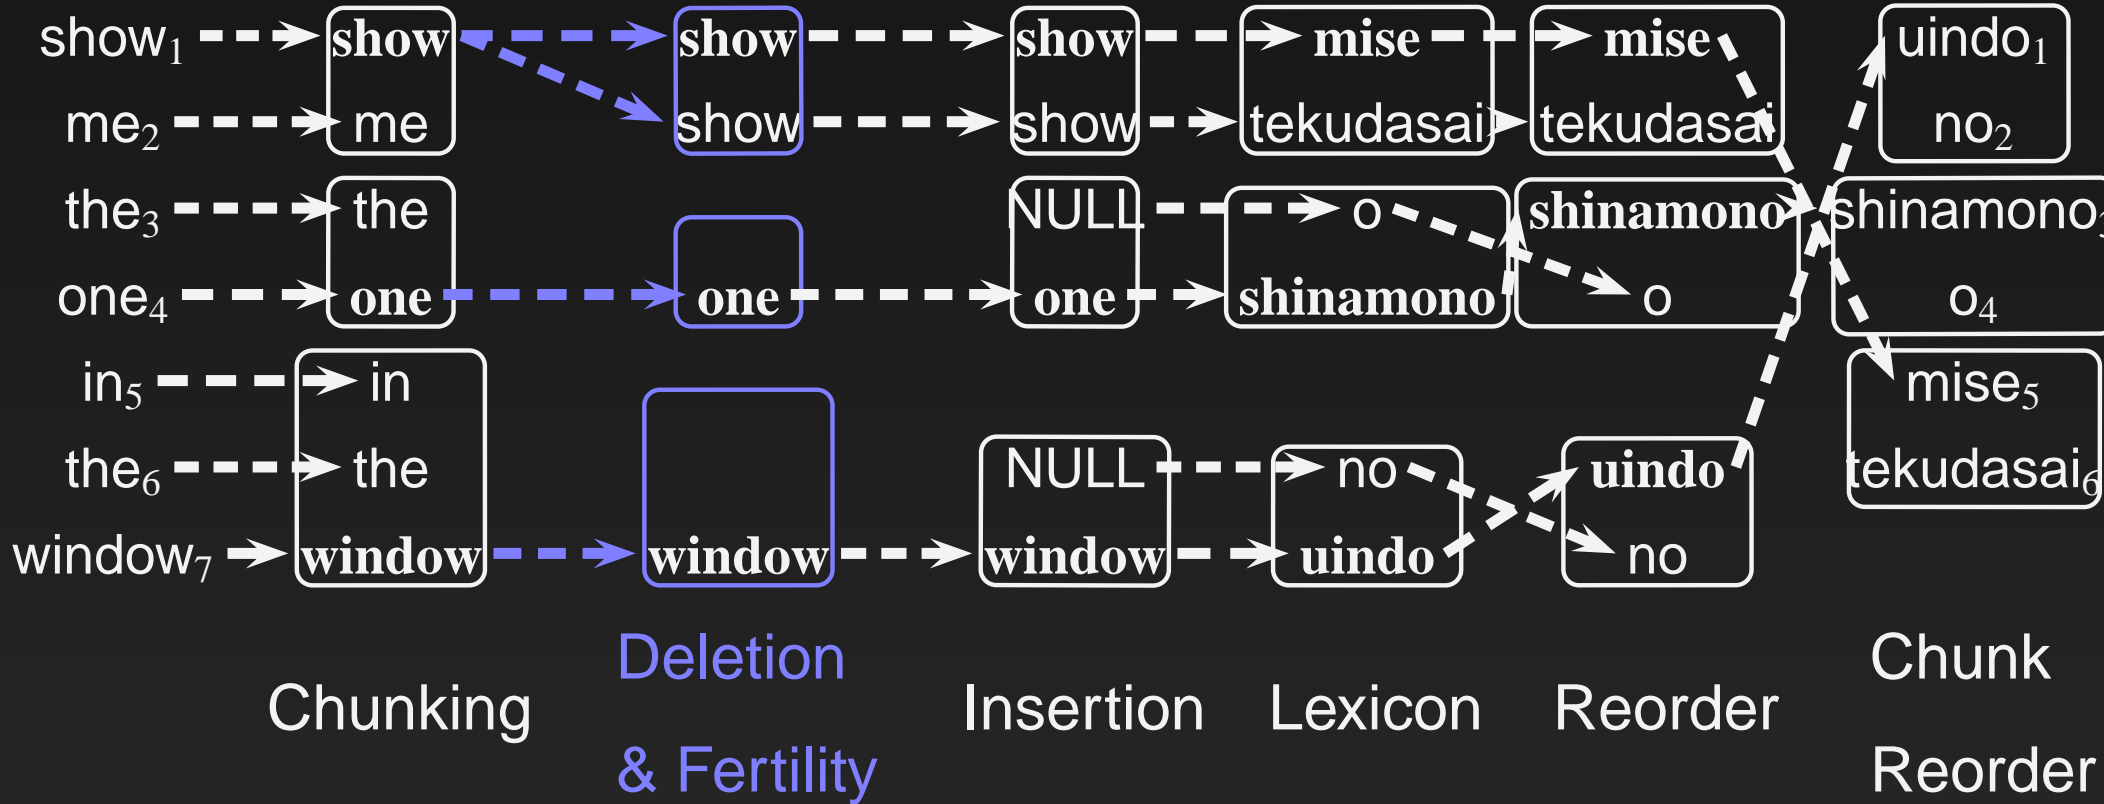 show1 show show show mise mise uindo1
me2 me show show tekudasai tekudasai no2
the3 the NULL o shinamono shinamono3
one4 one one one shinamono o o4
in5 in mise5
the6 the NULL no uindo tekudasai6
window7 window window window uindo no
Deletion Chunk
Chunking Insertion Lexicon Reorder
& Fertility Reorder